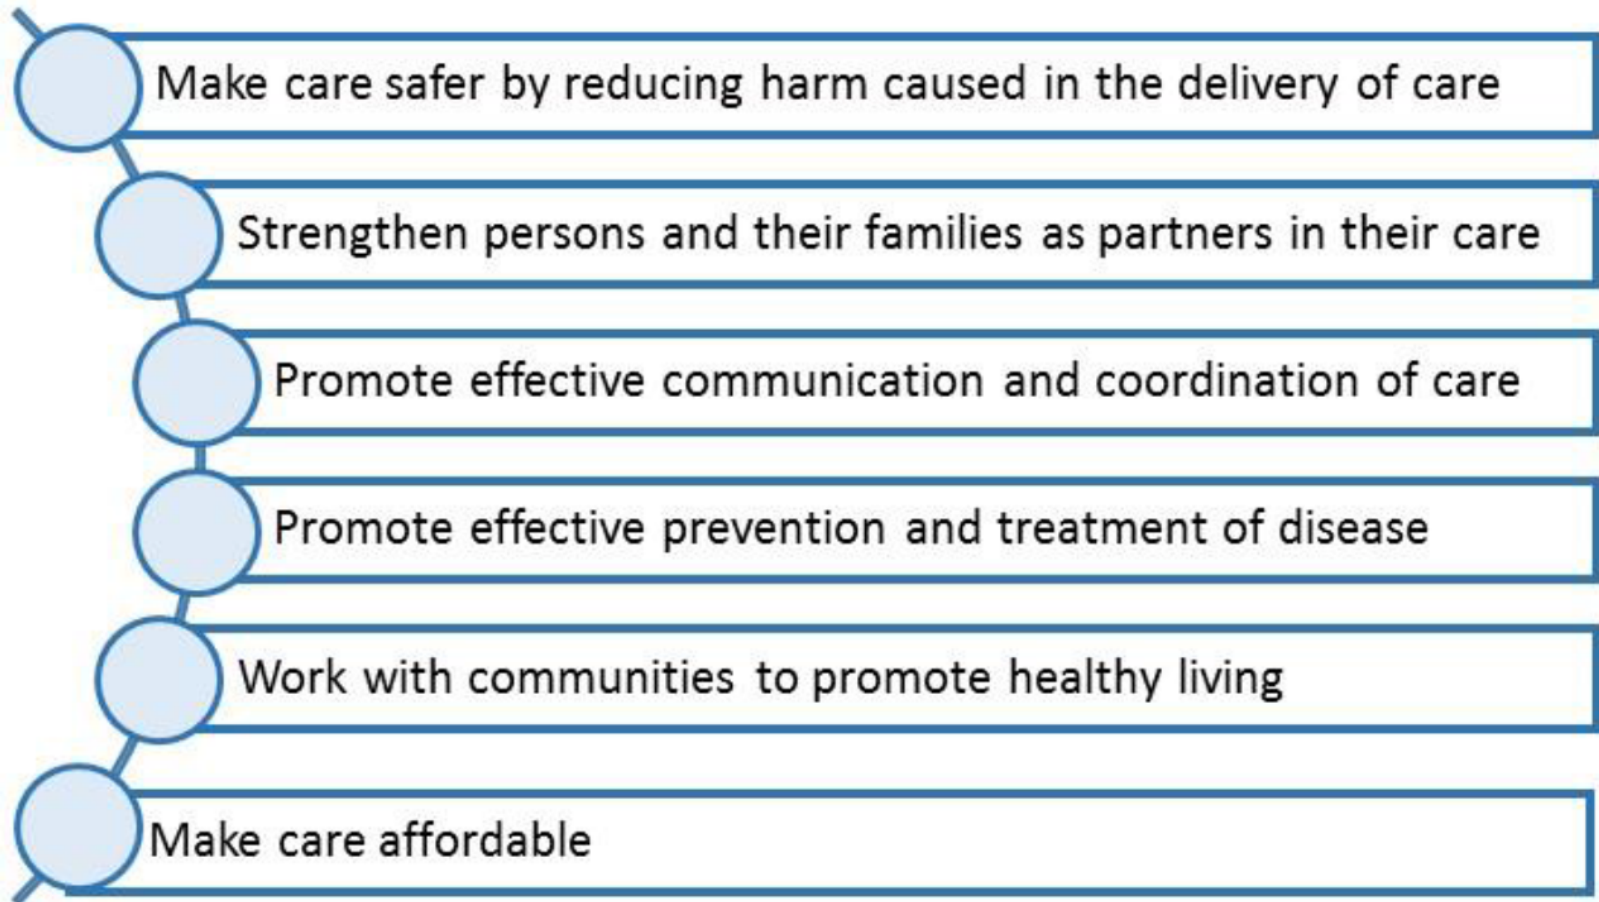 Make care safer by reducing harm caused in the delivery of care
Strengthen persons and their families as partners in their care
Promote effective communication and coordination of care
Promote effective prevention and treatment of disease
Work with communities to promote healthy living
Make care affordable